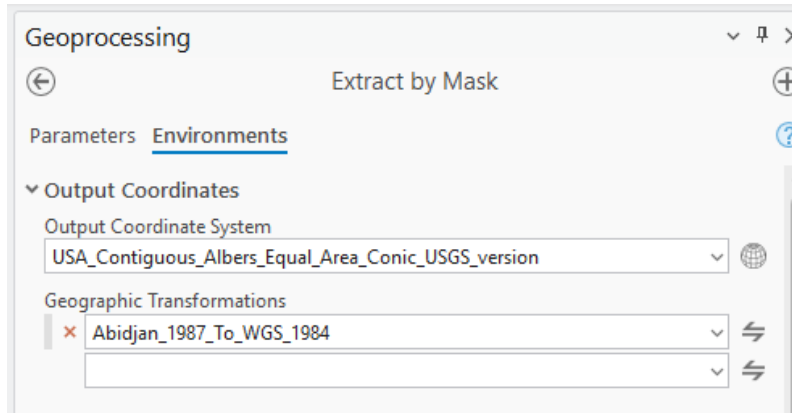 Geoprocessing
Extract by Mask
Parameters Environments
Output Coordinates
Output Coordinate System
USA_Contiguous_Albers_Equal_Area_Conic_USGS_version
Geographic Transformations
Abidjan_1987_To_WGS_1984